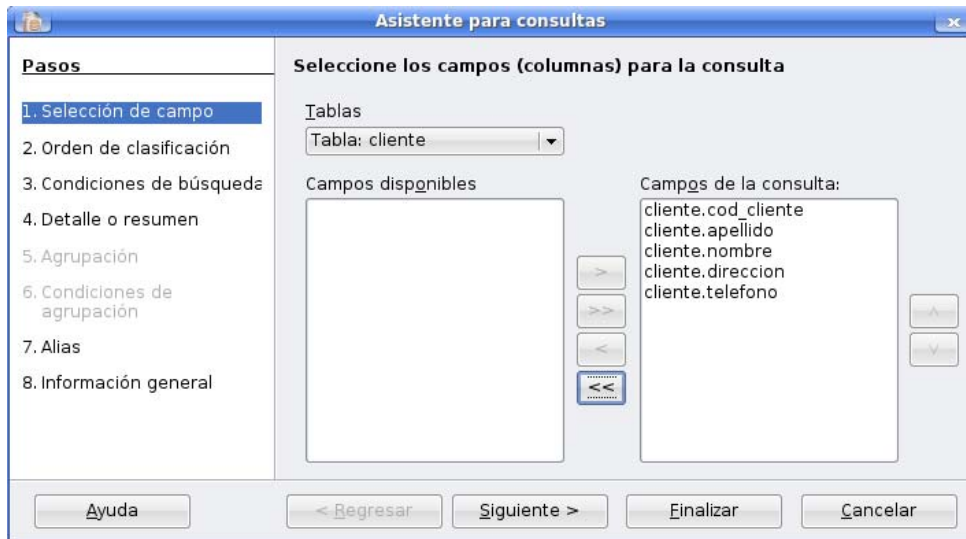 Asistente para consultas
Pasos
1. Selección de campo
2. Orden de clasificación
3. Condiciones de búsqueda
4. Detalle o resumen
5. Agrupación
6. Condiciones de
agrupación
7. Alias
8. Información general
Seleccione los campos (columnas) para la consulta
Tablas
Tabla: cliente
Campos disponibles
>
>>
<
<<
Campos de la consulta:
cliente.cod_cliente
cliente.apellido
cliente.nombre
cliente.direccion
cliente.telefono
Ayuda
< Regresar
Siguiente >
Finalizar
Cancelar